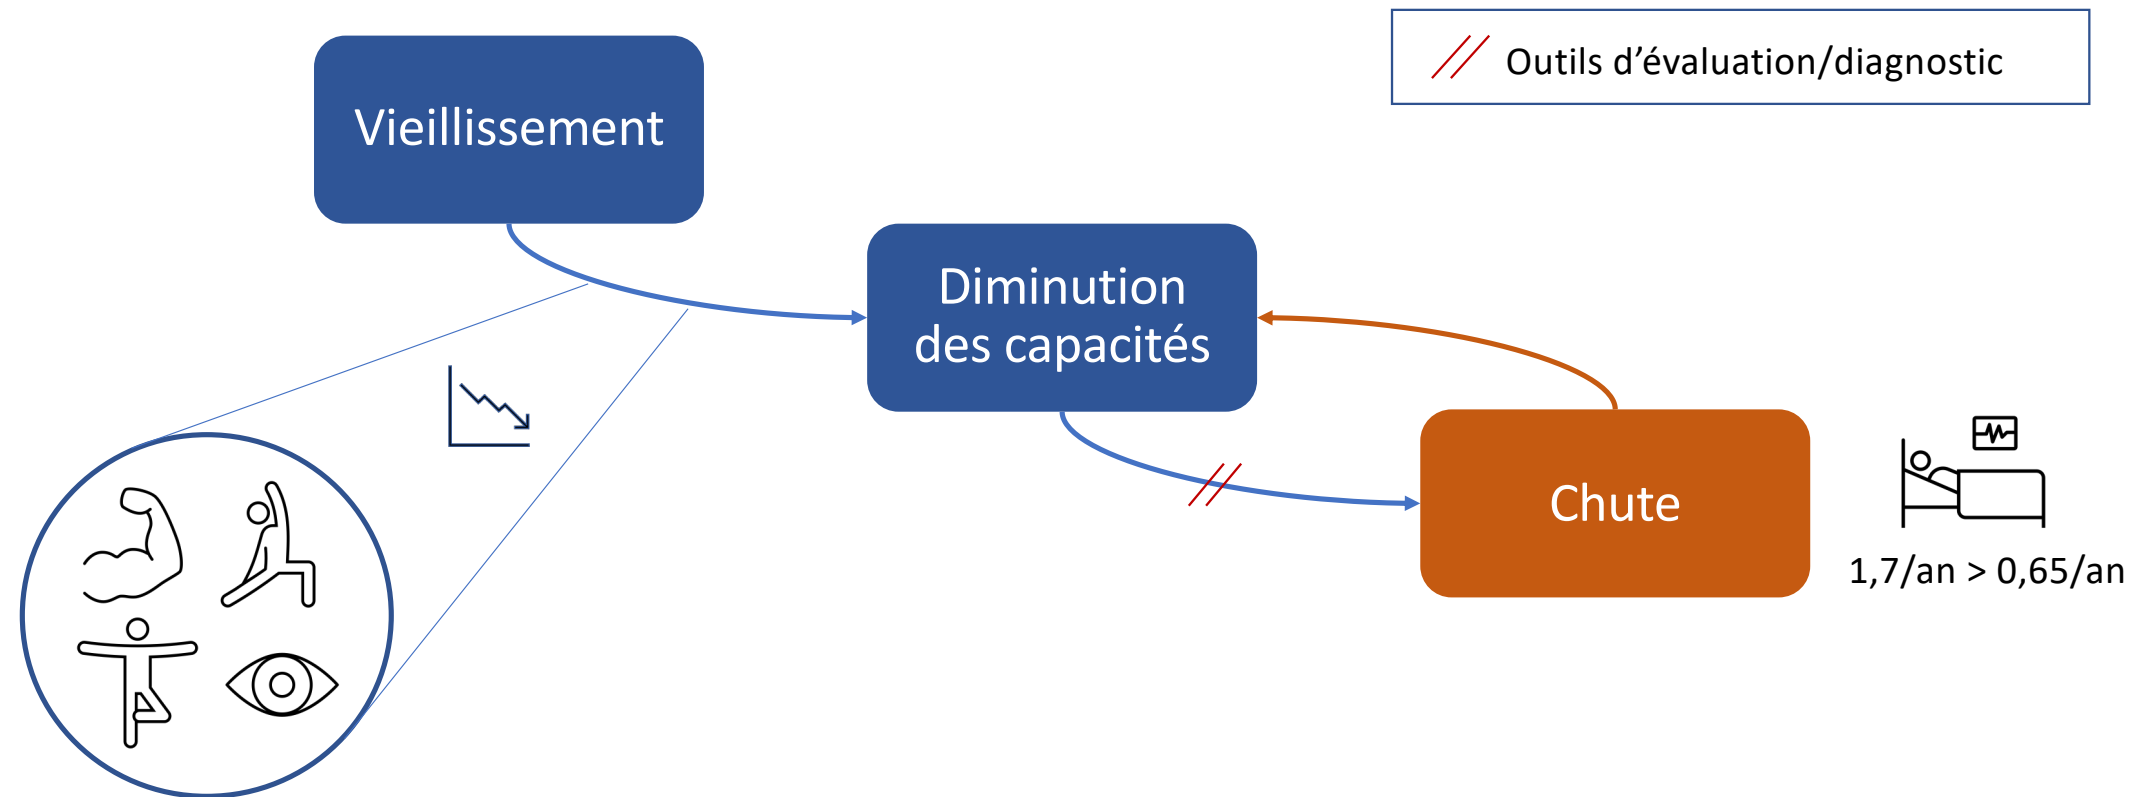 Outils d’évaluation/diagnostic
Vieillissement
Diminution
des capacités
Chute
1,7/an > 0,65/an